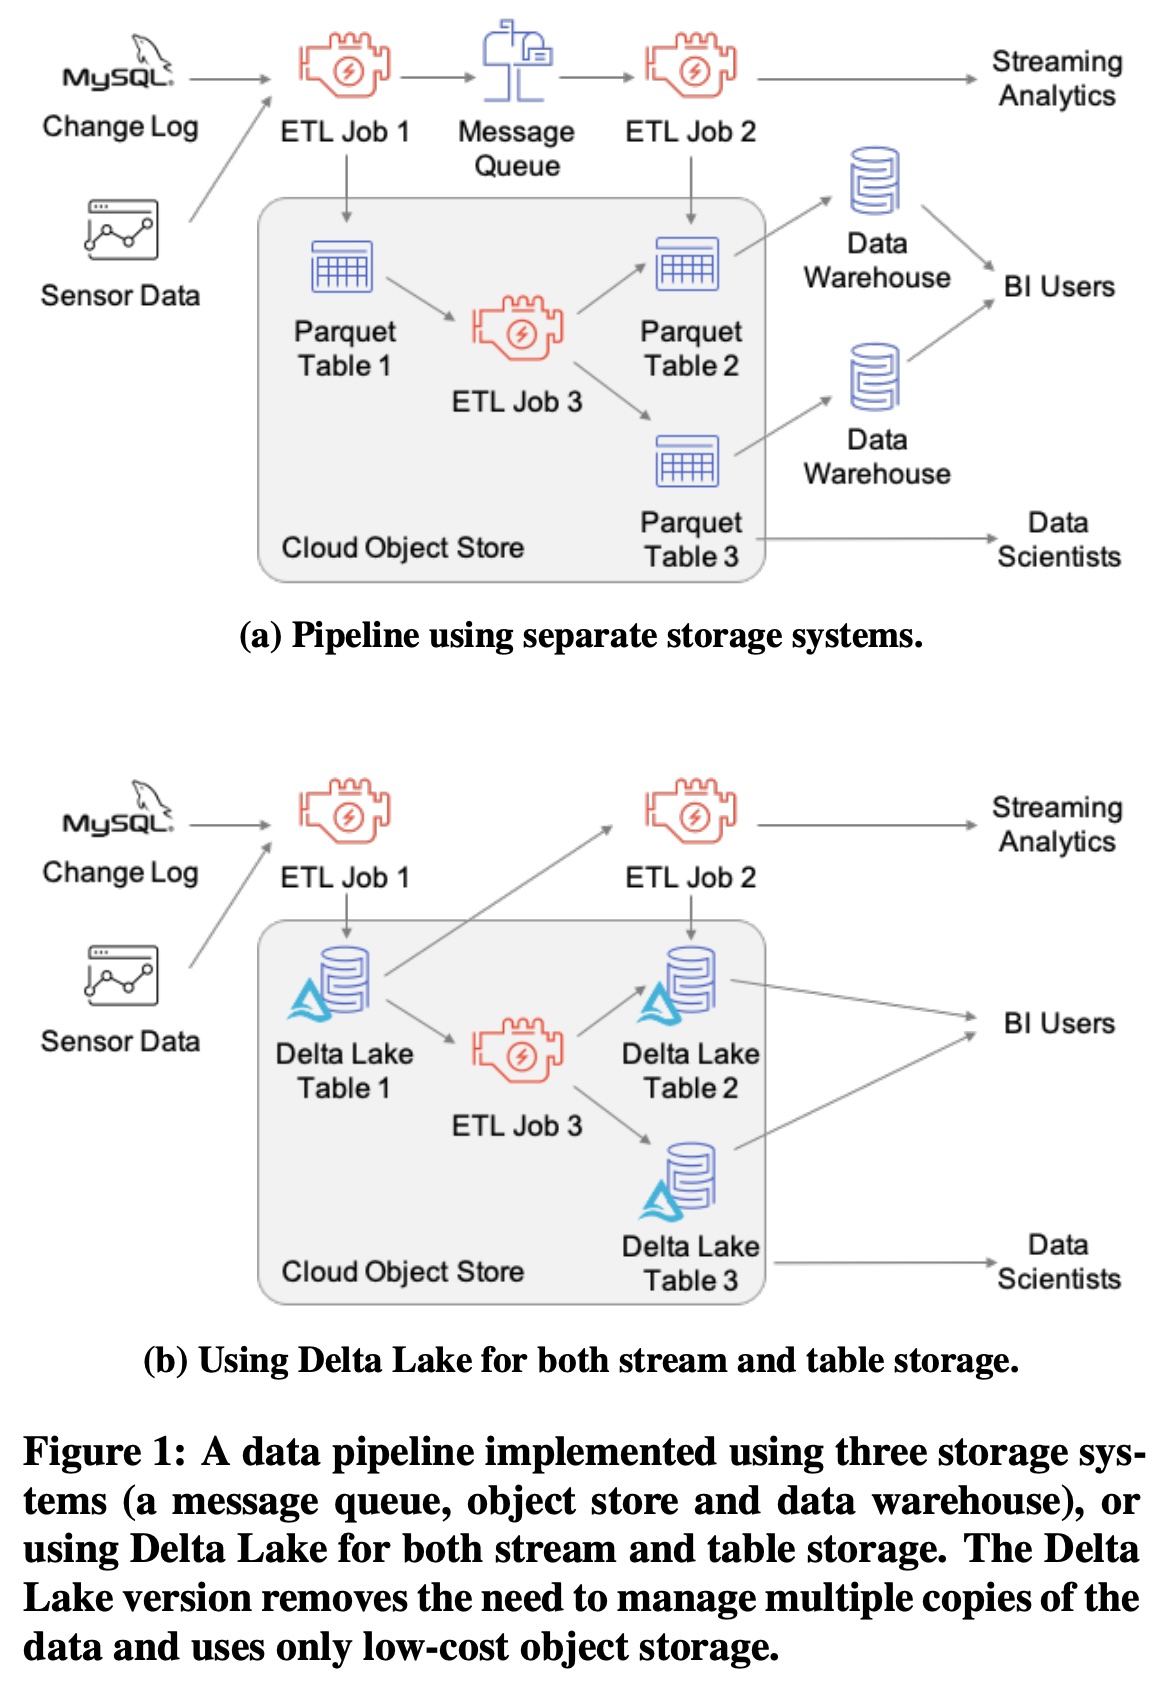 MySQL.
Change Log
ETL Job 1
Message
Queue
ETL Job 2
Streaming
Analytics
Sensor Data
Parquet
Table 1
ETL Job 3
Parquet
Table 2
Parquet
Table 3
Cloud Object Store
Data
Warehouse
Data
Warehouse
BI Users
Data
Scientists
(a) Pipeline using separate storage systems.
MySQL.
Change Log
ETL Job 1
ETL Job 2
Streaming
Analytics
Sensor Data
Delta Lake
Table 1
ETL Job 3
Delta Lake
Table 2
Delta Lake
Table 3
Cloud Object Store
BI Users
Data
Scientists
(b) Using Delta Lake for both stream and table storage.
Figure 1: A data pipeline implemented using three storage sys-
tems (a message queue, object store and data warehouse), or
using Delta Lake for both stream and table storage. The Delta
Lake version removes the need to manage multiple copies of the
data and uses only low-cost object storage.